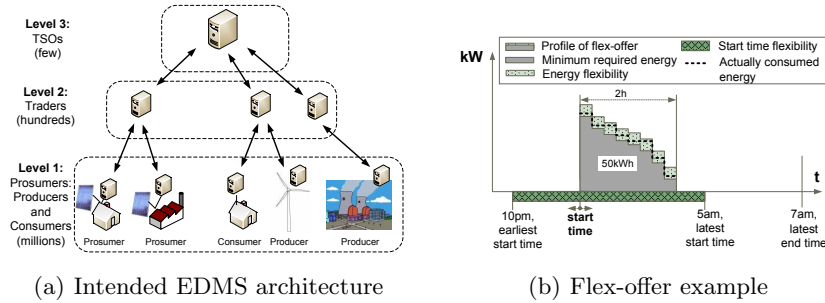 Level 3:
TSOs
(few)
Level 2:
Traders
(hundreds)
Level 1:
Prosumers:
Producers
and
Consumers
(millions)
Prosumer
Prosumer
Consumer
Producer
Producer
(a) Intended EDMS architecture
kW
Profile of flex-offer
Minimum required energy
Energy flexibility
Start time flexibility
Actually consumed
energy
2h
50kWh
t
10pm,
earliest
start time
start
time
5am,
latest
start time
7am,
latest
end time
(b) Flex-offer example